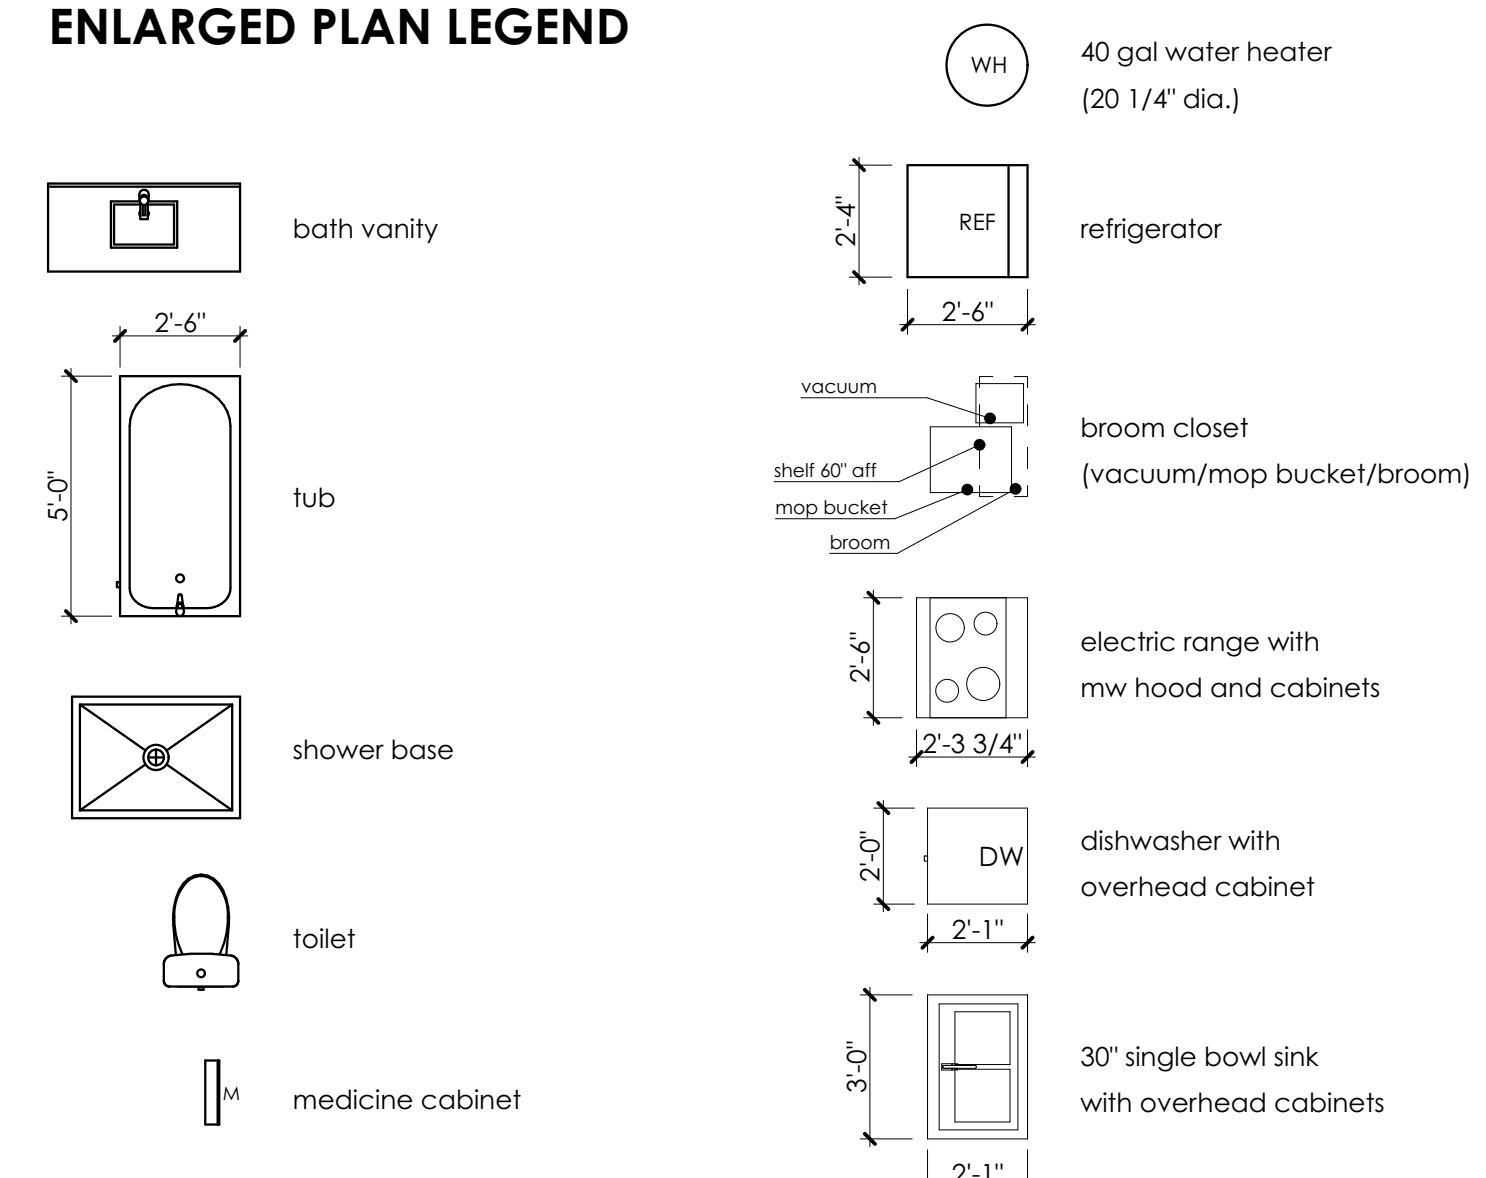 ENLARGED PLAN LEGEND
bath vanity
2'-6"
5'-0"
tub
shower base
toilet
M
medicine cabinet
WH
40 gal water heater
(20 1/4" dia.)
2'-4"
REF
refrigerator
2'-6"
vacuum
shelf 60" aff
mop bucket
broom
broom closet
(vacuum/mop bucket/broom)
2'-6"
electric range with
mw hood and cabinets
2'-3 3/4"
2'-0"
DW
dishwasher with
overhead cabinet
2'-1"
3'-0"
30" single bowl sink
with overhead cabinets
2'-1"